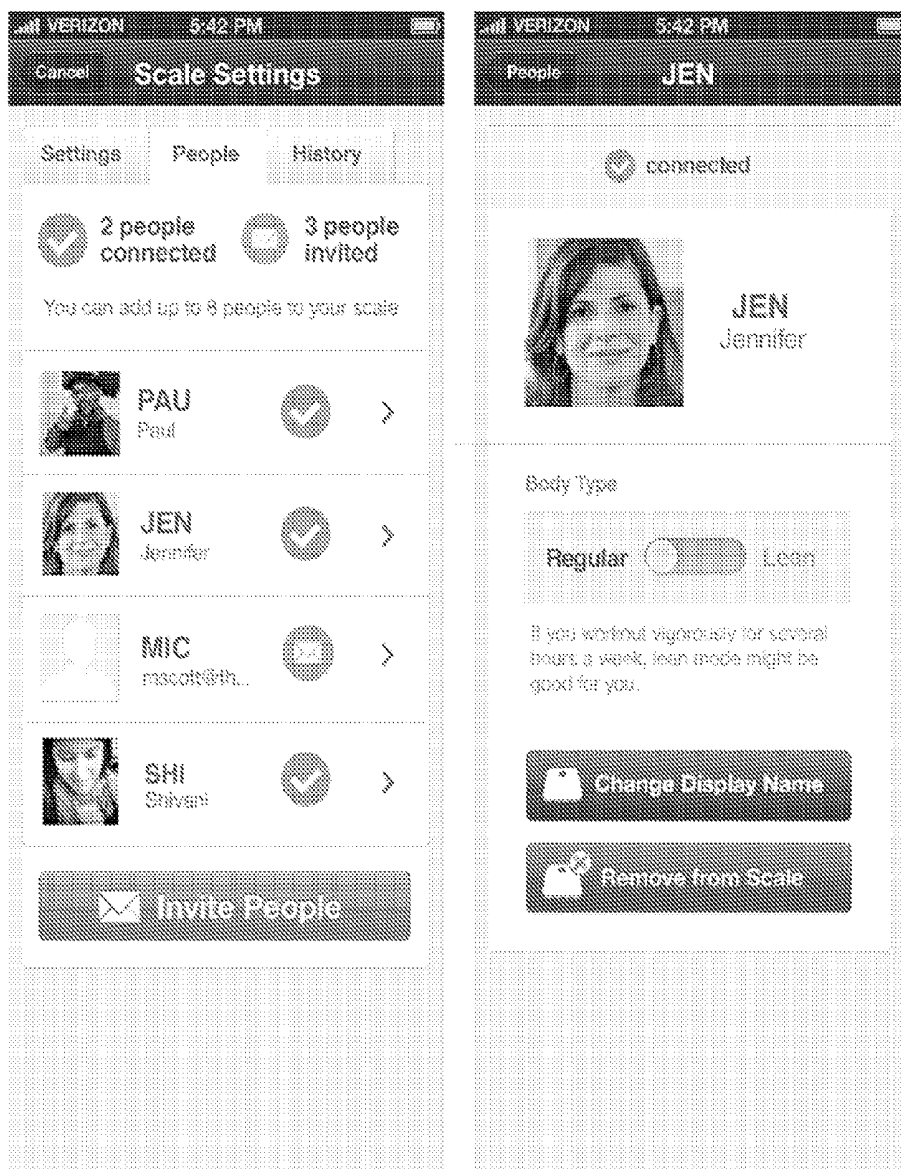 VERIZON 5:42 PM
Cancel Scale Settings
Settings People History
2 people connected
3 people invited
You can add up to 8 people to your scale
PAU
Paul
JEN
Jennifer
MIC
mscott@th...
SHI
Shivani
Invite People
VERIZON 5:42 PM
People JEN
connected
JEN
Jennifer
Body Type
Regular Lean
If you workout vigorously for several
hours a week, lean mode might be
good for you.
Change Display Name
Remove from Scale